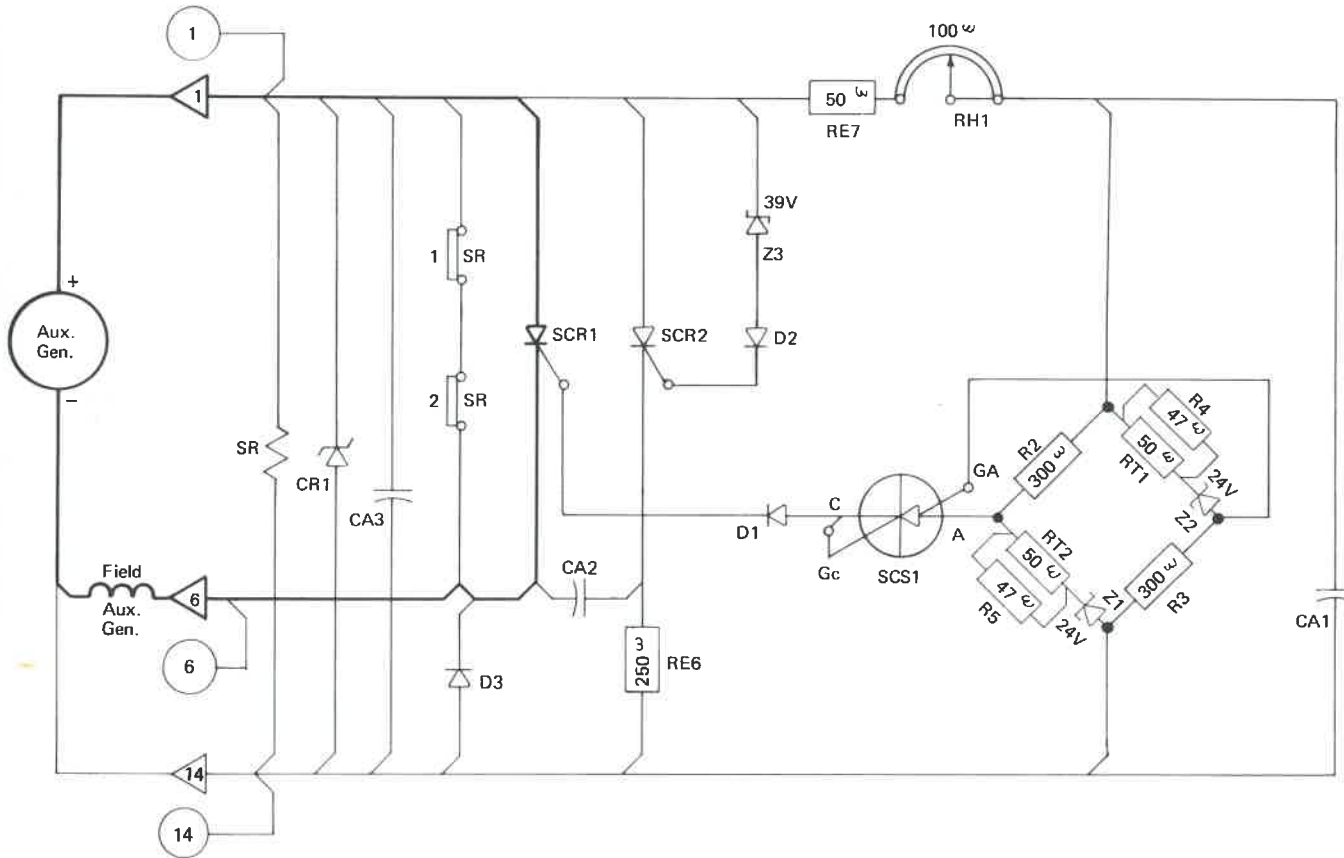 1
100 ω
1
50 ω
RE7
RH1
39V
Z3
1 SR
+
Aux.
Gen.
−
SCR1
SCR2
D2
2 SR
SR
CR1
CA3
R4
47 ω
50 ω
RT1
R2
300 ω
GA
24V
Z2
C
D1
A
Gc
SCS1
RT2
50 ω
47 ω
R5
Z1
24V
300 ω
R3
CA2
CA1
Field
Aux.
Gen.
6
6
250 ω
RE6
D3
14
14